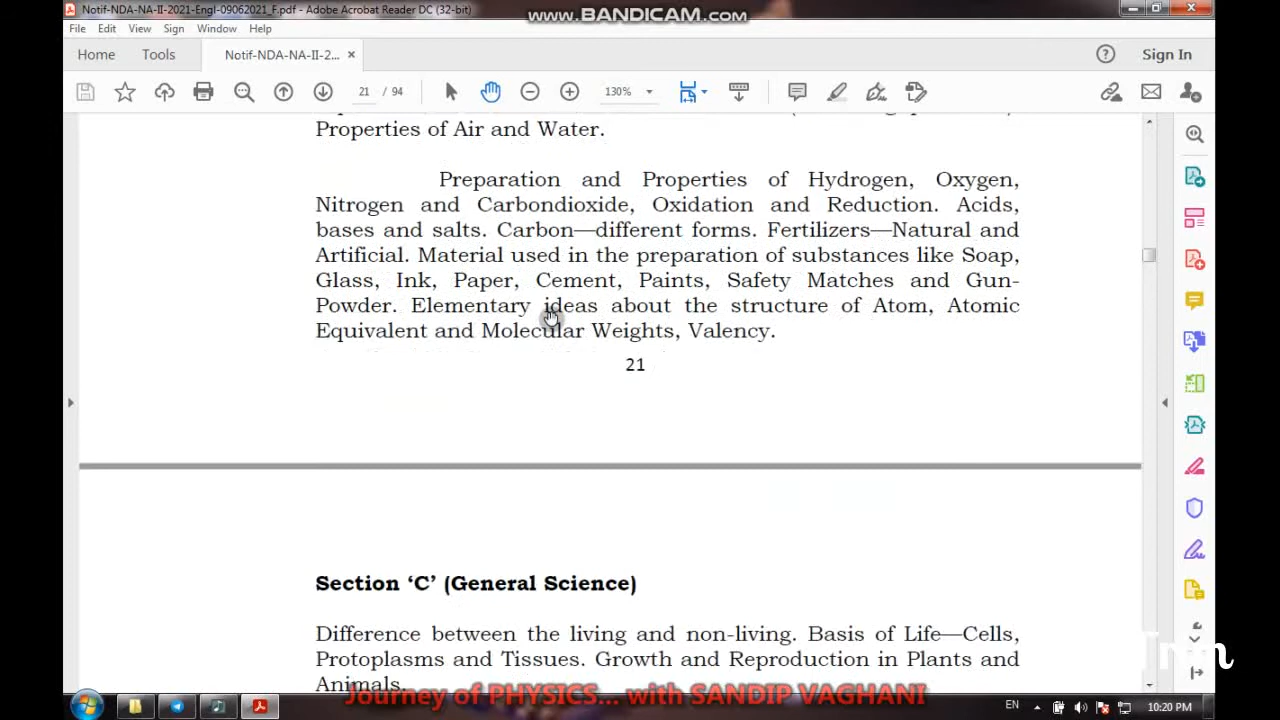 Notif-NDA-NA-II-2021-Engl-09062021_F.pdf - Adobe Acrobat Reader DC (32-bit)
www.BANDICAM.com
File Edit View Sign Window Help
Home Tools Notif-NDA-NA-II-2... × Sign In
21 / 94 130%
Properties of Air and Water.
Preparation and Properties of Hydrogen, Oxygen,
Nitrogen and Carbondioxide, Oxidation and Reduction. Acids,
bases and salts. Carbon—different forms. Fertilizers—Natural and
Artificial. Material used in the preparation of substances like Soap,
Glass, Ink, Paper, Cement, Paints, Safety Matches and Gun-
Powder. Elementary ideas about the structure of Atom, Atomic
Equivalent and Molecular Weights, Valency.
21
Section ‘C’ (General Science)
Difference between the living and non-living. Basis of Life—Cells,
Protoplasms and Tissues. Growth and Reproduction in Plants and
Animals.
Journey of PHYSICS... with SANDIP VAGHANI
EN 10:20 PM